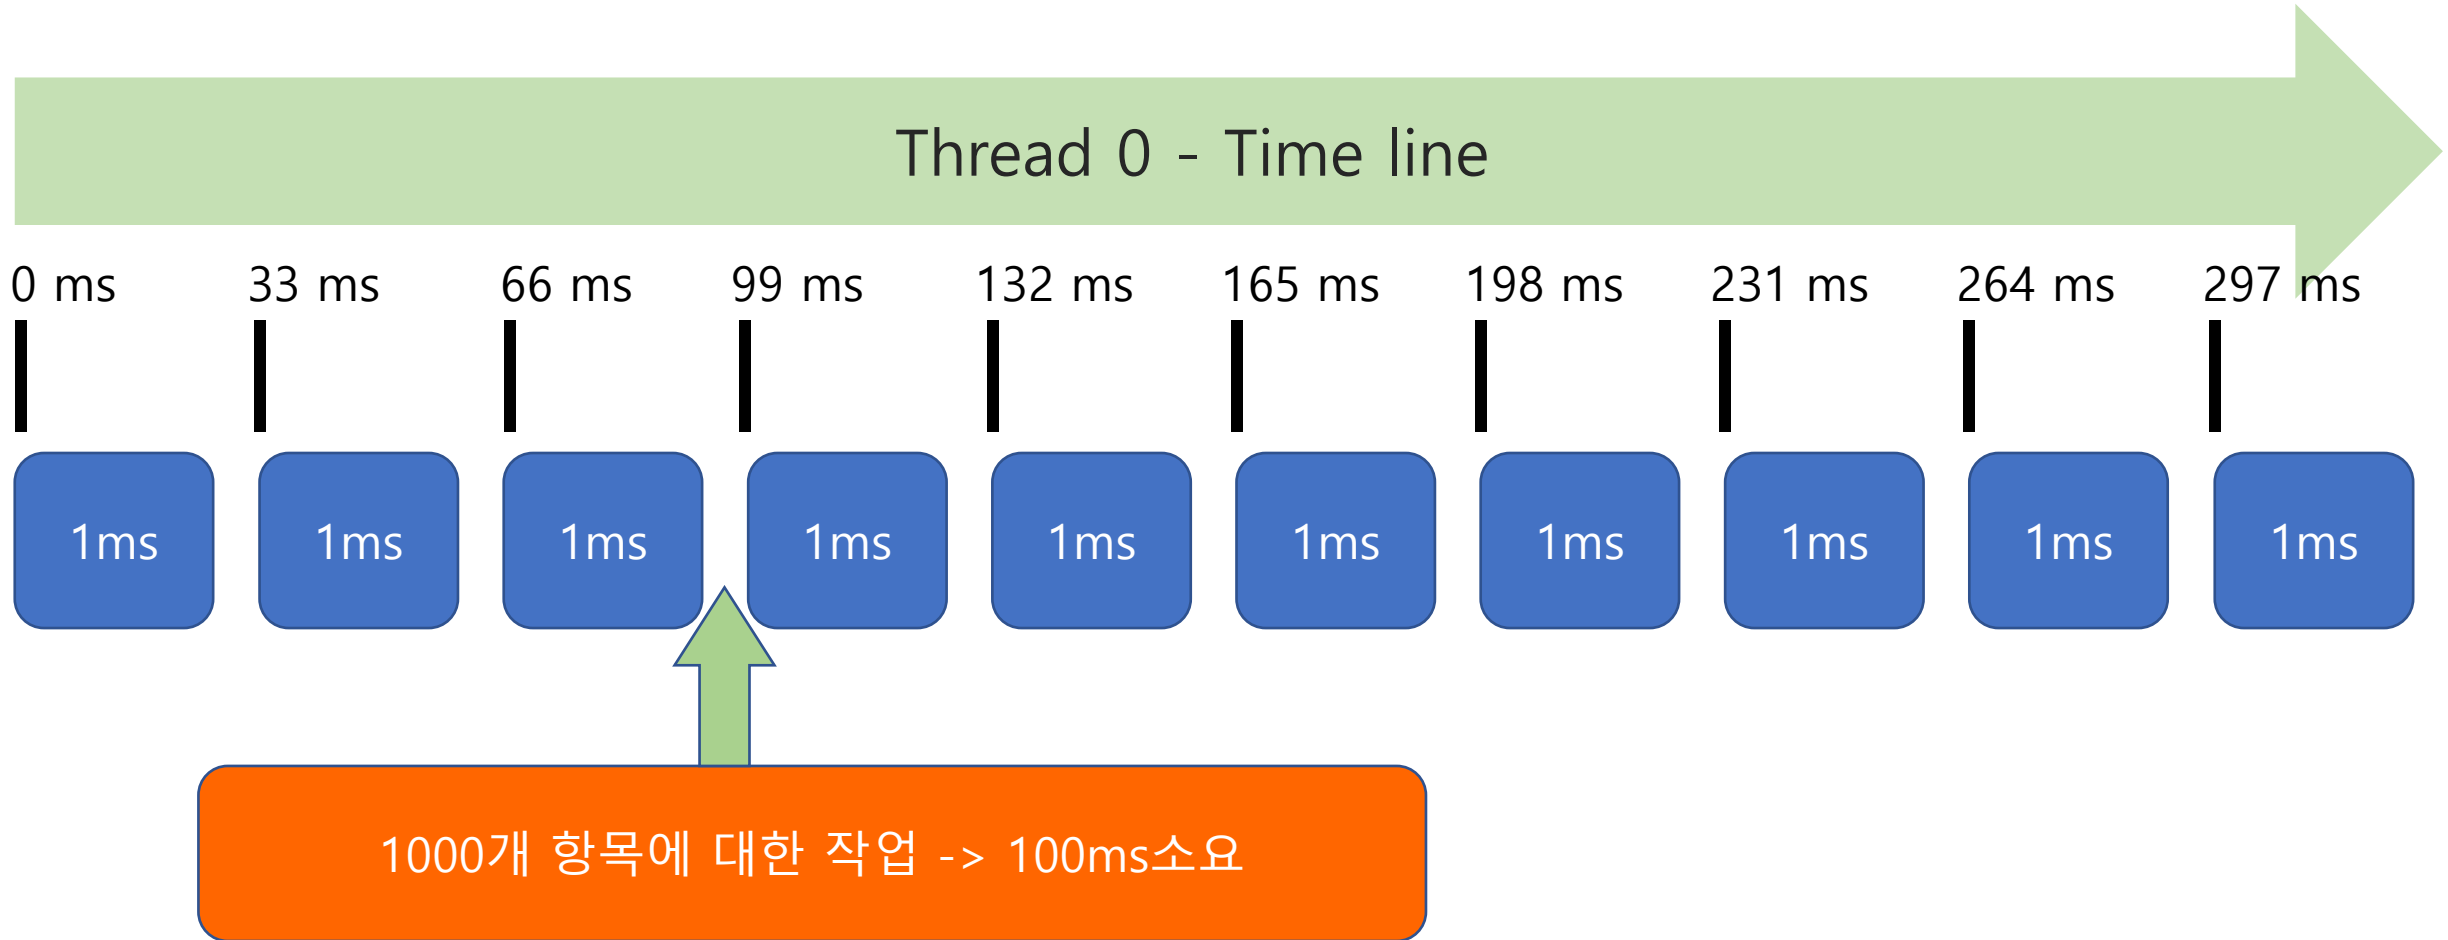 Thread 0 - Time line
0 ms 33 ms 66 ms 99 ms 132 ms 165 ms 198 ms 231 ms 264 ms 297 ms
1ms 1ms 1ms 1ms 1ms 1ms 1ms 1ms 1ms 1ms
1000개 항목에 대한 작업 -> 100ms소요